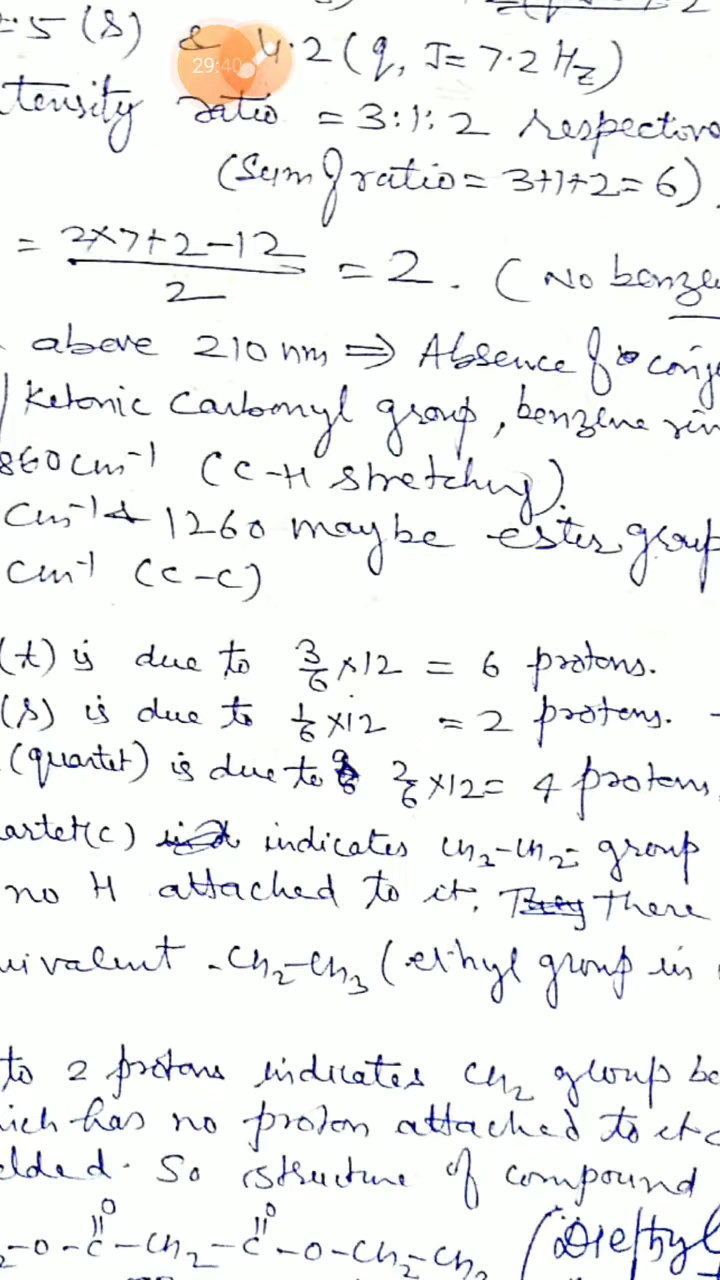 5 (s) & 4.2 (q, J= 7.2 Hz)
29:40
tensity ratio = 3:1:2 respective
(Sum of ratio = 3+1+2 = 6)
= 2×7+2-12 / 2 = 2. (No benze
above 210 nm ⇒ Absence of conj
ketonic carbonyl group, benzene rin
860 cm⁻¹ (C-H stretching).
cm⁻¹ & 1260 maybe ester group
cm⁻¹ (C-C)
(t) is due to 3/6 ×12 = 6 protons.
(s) is due to 1/6 ×12 = 2 protons.
(quartet) is due to 2/6 ×12 = 4 protons,
artet(c) indicates CH₂-CH₂= group
no H attached to it. There
uivalent -CH₂-CH₃ (ethyl group in
to 2 protons indicates CH₂ group be
ich has no proton attached to it
elded. So structure of compound
-O-C(=O)-CH₂-C(=O)-O-CH₂-CH₃ (Diethyl